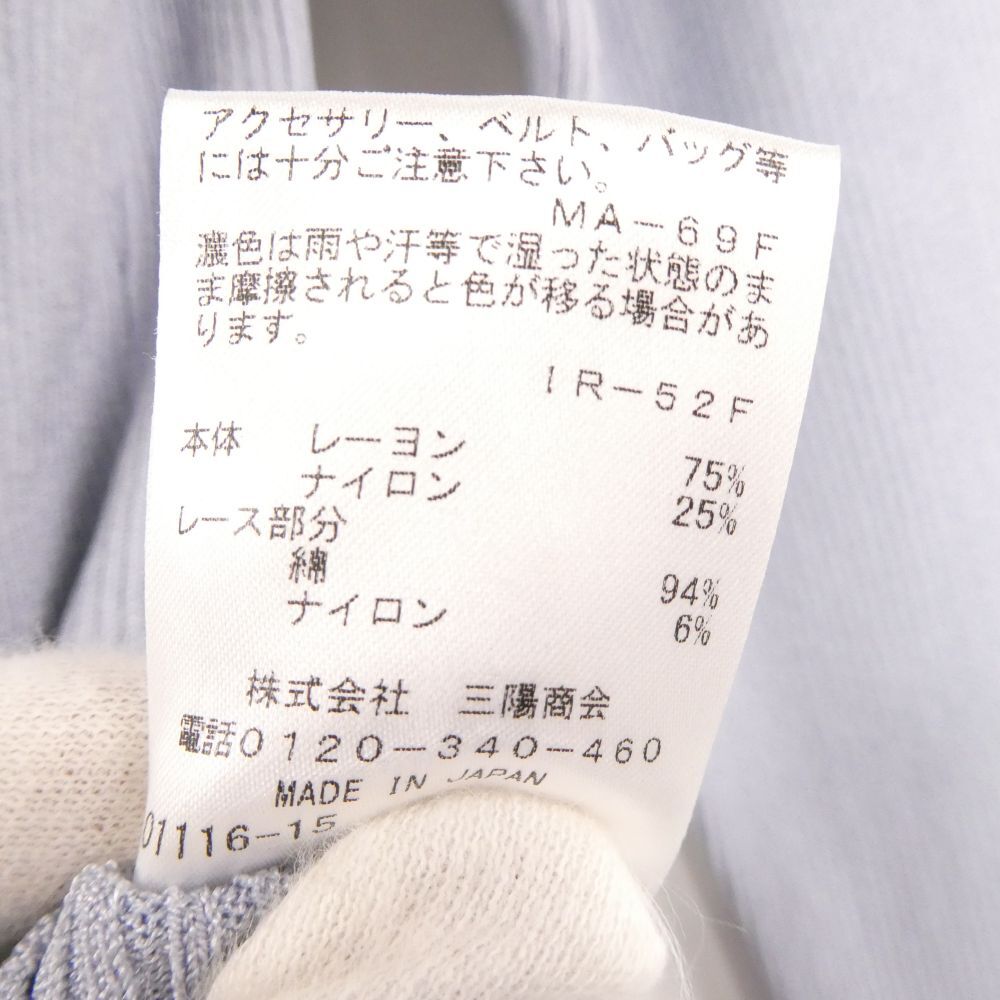 アクセサリー、ベルト、バッグ等
には十分ご注意下さい。
MA-69F
濃色は雨や汗等で湿った状態のま
ま摩擦されると色が移る場合があ
ります。
IR-52F
本体 レーヨン 75%
ナイロン 25%
レース部分
綿 94%
ナイロン 6%
株式会社 三陽商会
電話0120-340-460
MADE IN JAPAN
01116-15